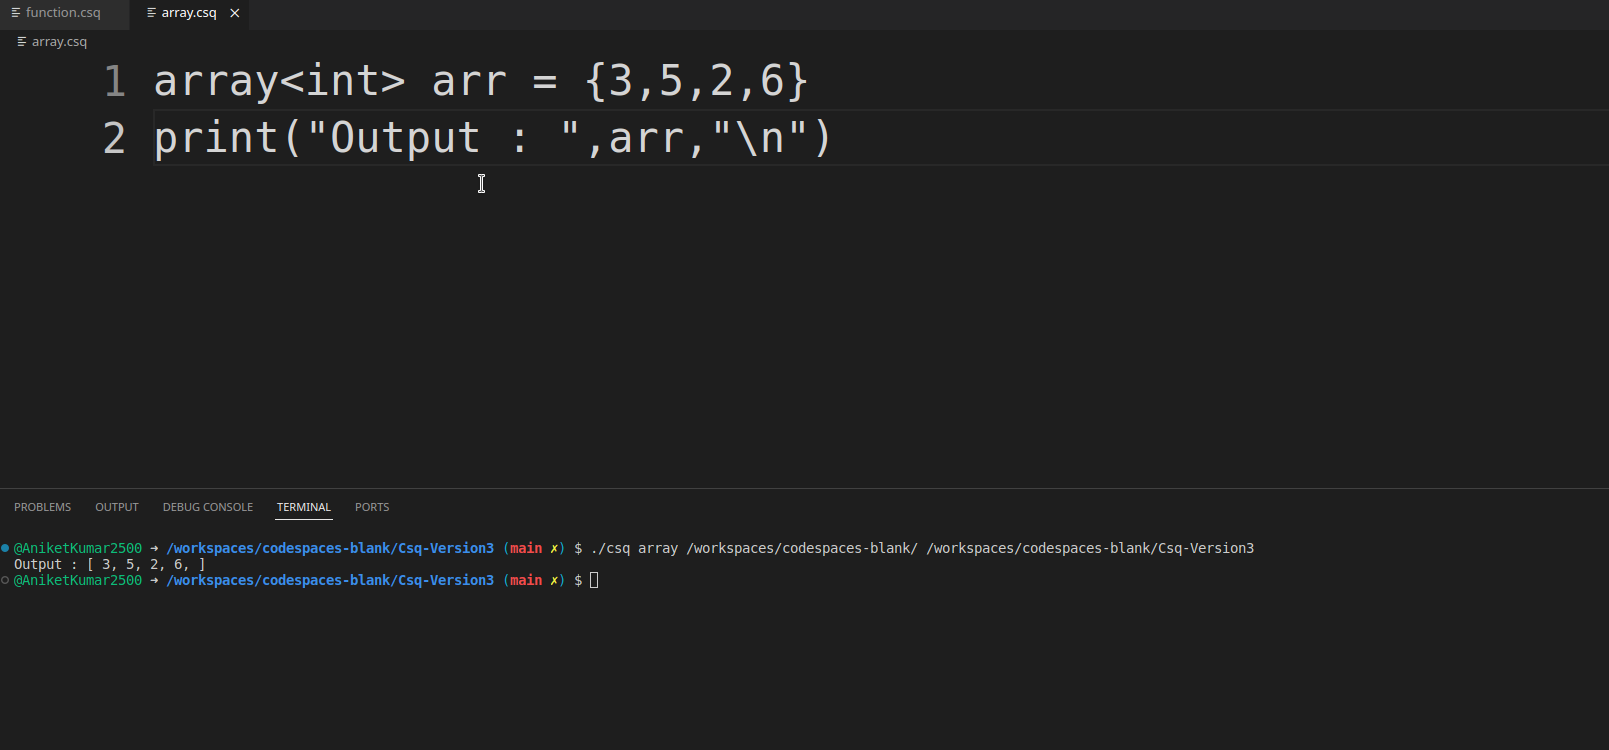 function.csq array.csq
array.csq
1 array<int> arr = {3,5,2,6}
2 print("Output : ",arr,"\n")
PROBLEMS OUTPUT DEBUG CONSOLE TERMINAL PORTS
@AniketKumar2500 → /workspaces/codespaces-blank/Csq-Version3 (main ✗) $ ./csq array /workspaces/codespaces-blank/ /workspaces/codespaces-blank/Csq-Version3
Output : [ 3, 5, 2, 6, ]
@AniketKumar2500 → /workspaces/codespaces-blank/Csq-Version3 (main ✗) $